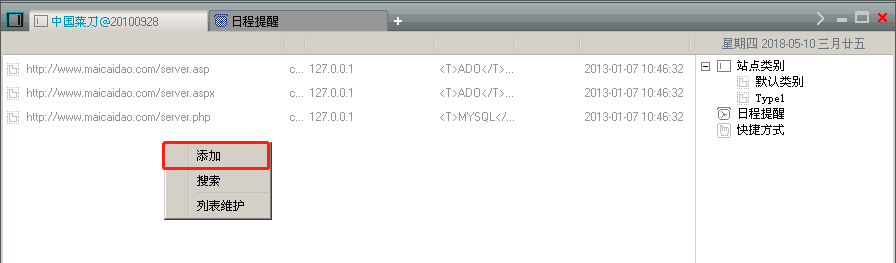 中国菜刀@20100928 日程提醒 +
星期四 2018-05-10 三月廿五
http://www.maicaidao.com/server.asp c... 127.0.0.1 <T>ADO</T>... 2013-01-07 10:46:32
http://www.maicaidao.com/server.aspx c... 127.0.0.1 <T>ADO</T>... 2013-01-07 10:46:32
http://www.maicaidao.com/server.php c... 127.0.0.1 <T>MYSQL</... 2013-01-07 10:46:32
添加
搜索
列表维护
站点类别
默认类别
Type1
日程提醒
快捷方式